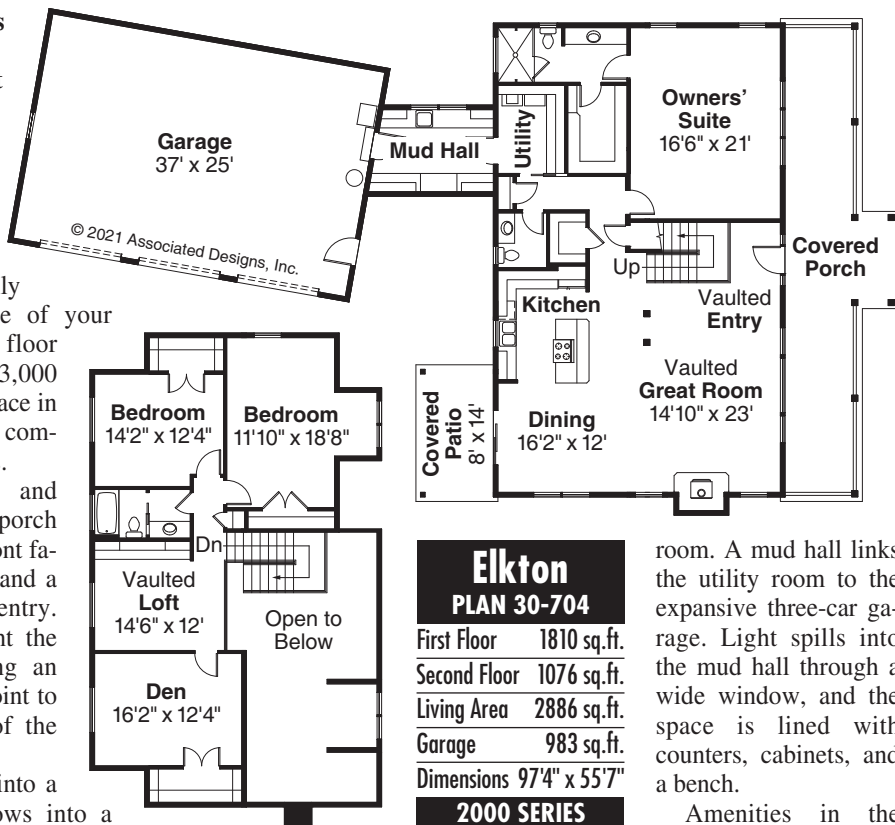 s
t
Garage
37' x 25'
© 2021 Associated Designs, Inc.
Mud Hall
Utility
Owners'
Suite
16'6" x 21'
Covered
Porch
Up
Vaulted
Entry
Kitchen
Vaulted
Great Room
14'10" x 23'
Dining
16'2" x 12'
Covered
Patio
8' x 14'
ly
e of your
floor
3,000
ace in
com-
.
and
porch
ont fa-
and a
entry.
nt the
ng an
oint to
of the
into a
ows into a
Bedroom
14'2" x 12'4"
Bedroom
11'10" x 18'8"
Dn
Vaulted
Loft
14'6" x 12'
Open to
Below
Den
16'2" x 12'4"
Elkton
PLAN 30-704
First Floor 1810 sq.ft.
Second Floor 1076 sq.ft.
Living Area 2886 sq.ft.
Garage 983 sq.ft.
Dimensions 97'4" x 55'7"
2000 SERIES
room. A mud hall links
the utility room to the
expansive three-car ga-
rage. Light spills into
the mud hall through a
wide window, and the
space is lined with
counters, cabinets, and
a bench.
Amenities in the